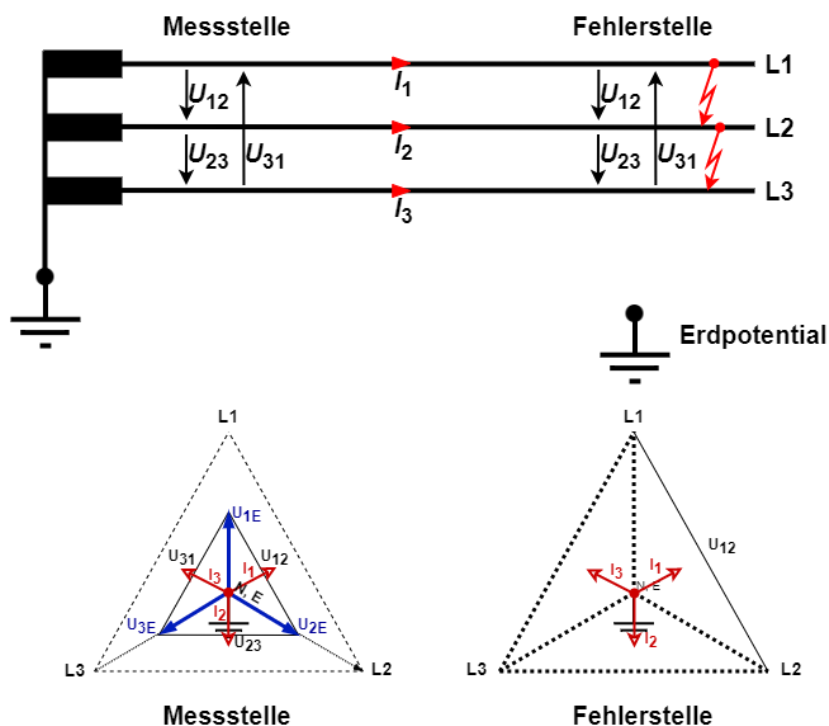 Messstelle
Fehlerstelle
L1
U12
I1
U12
L2
U23
U31
I2
U23
U31
L3
I3
Erdpotential
L1
U1E
U31
U12
I3
I1
N, E
I2
U3E
U2E
U23
L3
L2
Messstelle
L1
U12
I3
I1
N, E
I2
L3
L2
Fehlerstelle